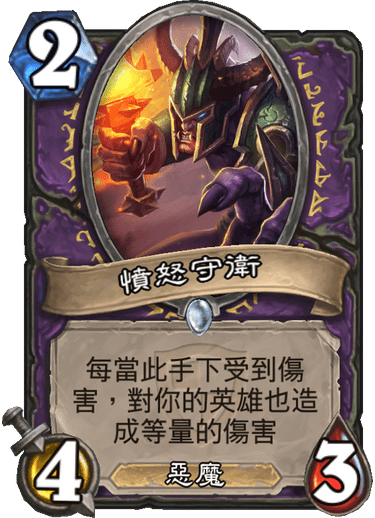 2
憤怒守衛
每當此手下受到傷
害，對你的英雄也造
成等量的傷害
4
惡魔
3